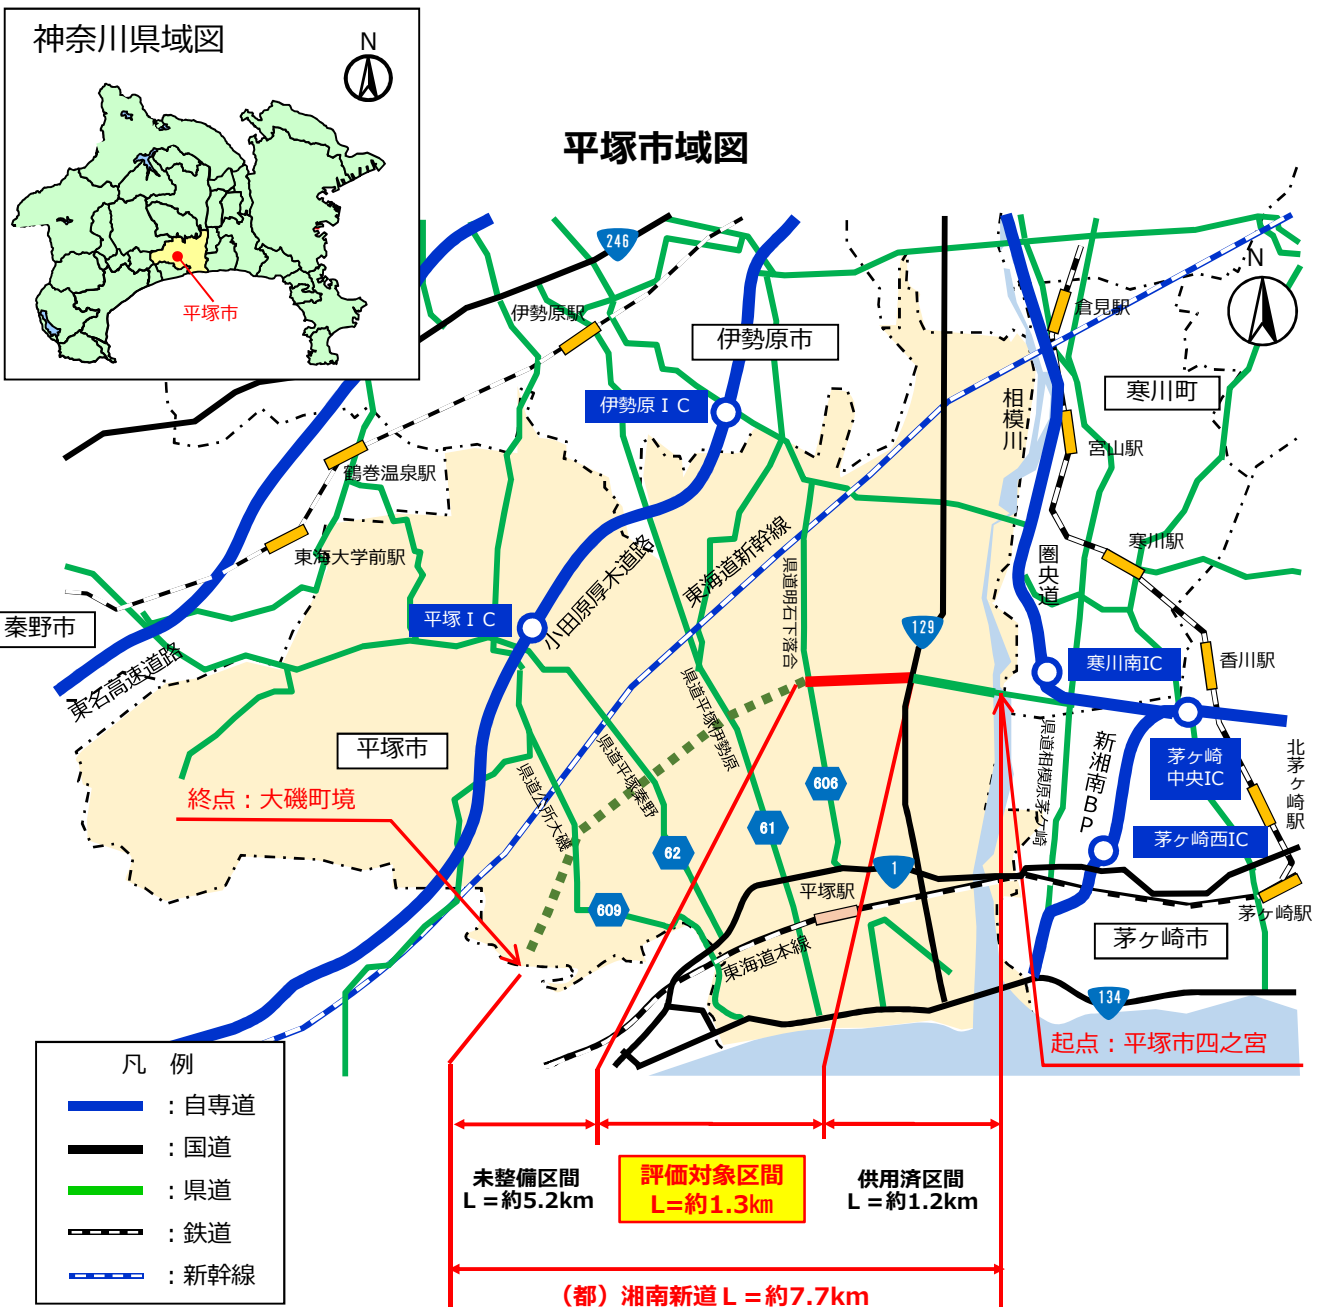 神奈川県域図
N
平塚市
平塚市域図
N
246
伊勢原駅
伊勢原市
伊勢原ＩＣ
倉見駅
相模川
寒川町
宮山駅
鶴巻温泉駅
東海大学前駅
寒川駅
圏央道
東海道新幹線
県道明石下落合
小田原厚木道路
平塚ＩＣ
129
秦野市
東名高速道路
寒川南IC
香川駅
県道平塚伊勢原
平塚市
県道平塚秦野
県道公所大磯
県道相模原茅ケ崎
新湘南ＢＰ
茅ヶ崎
中央IC
北茅ヶ崎駅
終点：大磯町境
606
61
62
茅ヶ崎西IC
1
平塚駅
609
茅ヶ崎駅
茅ヶ崎市
東海道本線
134
起点：平塚市四之宮
凡　例
：自専道
：国道
：県道
：鉄道
：新幹線
未整備区間
Ｌ＝約5.2km
評価対象区間
L=約1.3㎞
供用済区間
Ｌ＝約1.2km
（都）湘南新道Ｌ＝約7.7km